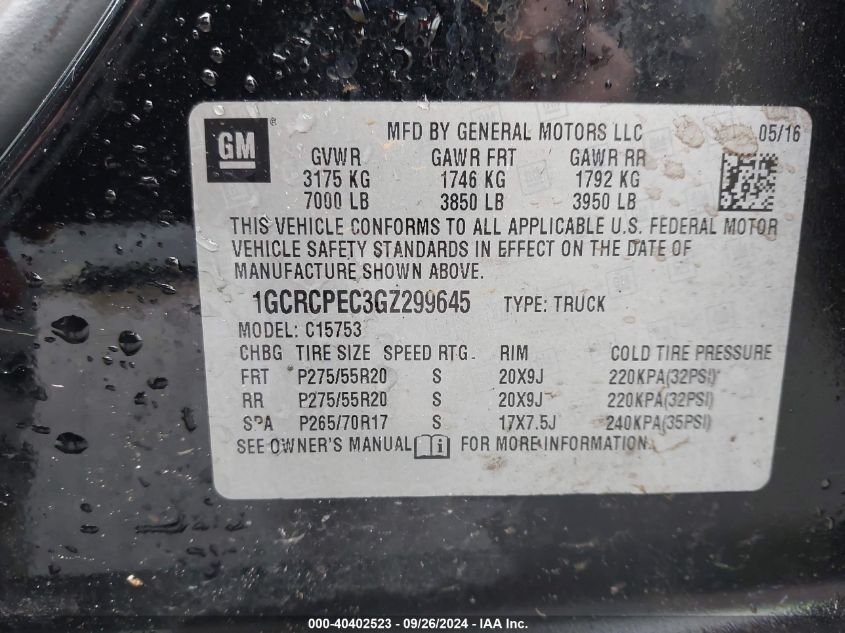 GM ® MFD BY GENERAL MOTORS LLC 05/16
GVWR GAWR FRT GAWR RR
3175 KG 1746 KG 1792 KG
7000 LB 3850 LB 3950 LB
THIS VEHICLE CONFORMS TO ALL APPLICABLE U.S. FEDERAL MOTOR
VEHICLE SAFETY STANDARDS IN EFFECT ON THE DATE OF
MANUFACTURE SHOWN ABOVE.
1GCRCPEC3GZ299645 TYPE: TRUCK
MODEL: C15753
CHBG TIRE SIZE SPEED RTG. RIM COLD TIRE PRESSURE
FRT P275/55R20 S 20X9J 220KPA(32PSI)
RR P275/55R20 S 20X9J 220KPA(32PSI)
SPA P265/70R17 S 17X7.5J 240KPA(35PSI)
SEE OWNER'S MANUAL i FOR MORE INFORMATION.
000-40402523 - 09/26/2024 - IAA Inc.